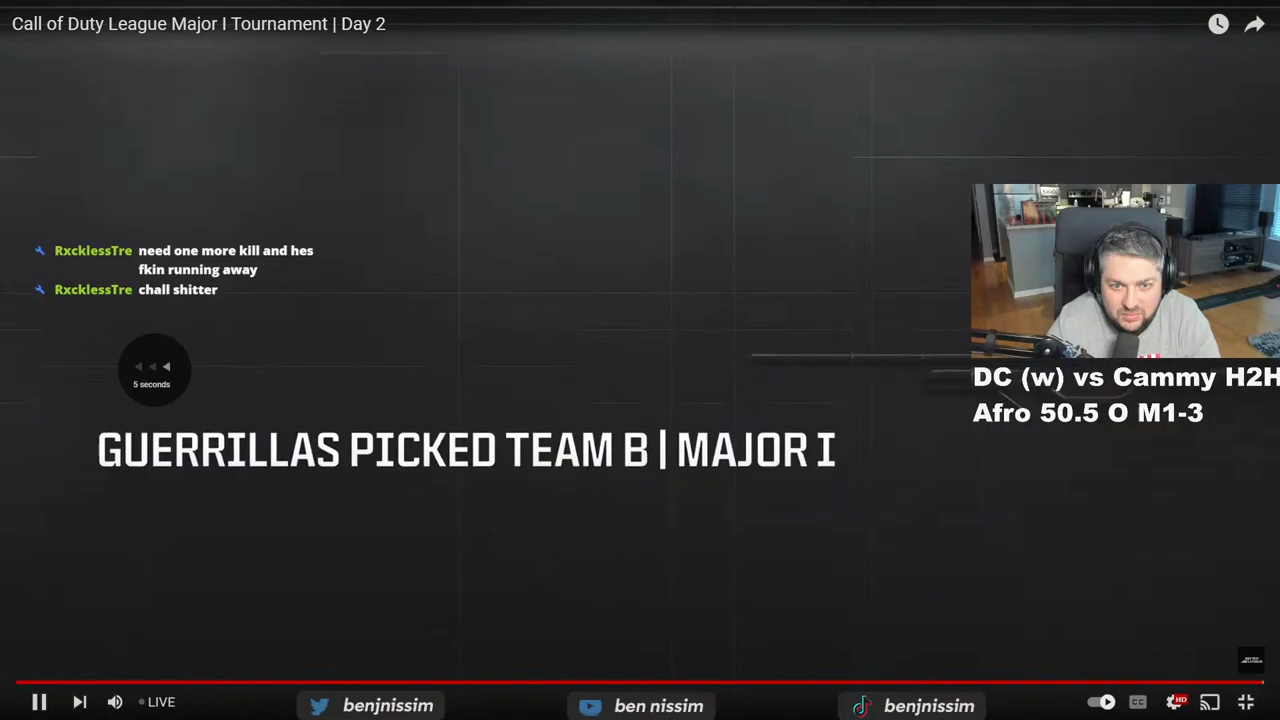 Call of Duty League Major I Tournament | Day 2
RxcklessTre need one more kill and hes
fkin running away
RxcklessTre chall shitter
5 seconds
DC (w) vs Cammy H2H
Afro 50.5 O M1-3
GUERRILLAS PICKED TEAM B | MAJOR I
LIVE
benjnissim
ben nissim
benjnissim
CC
HD